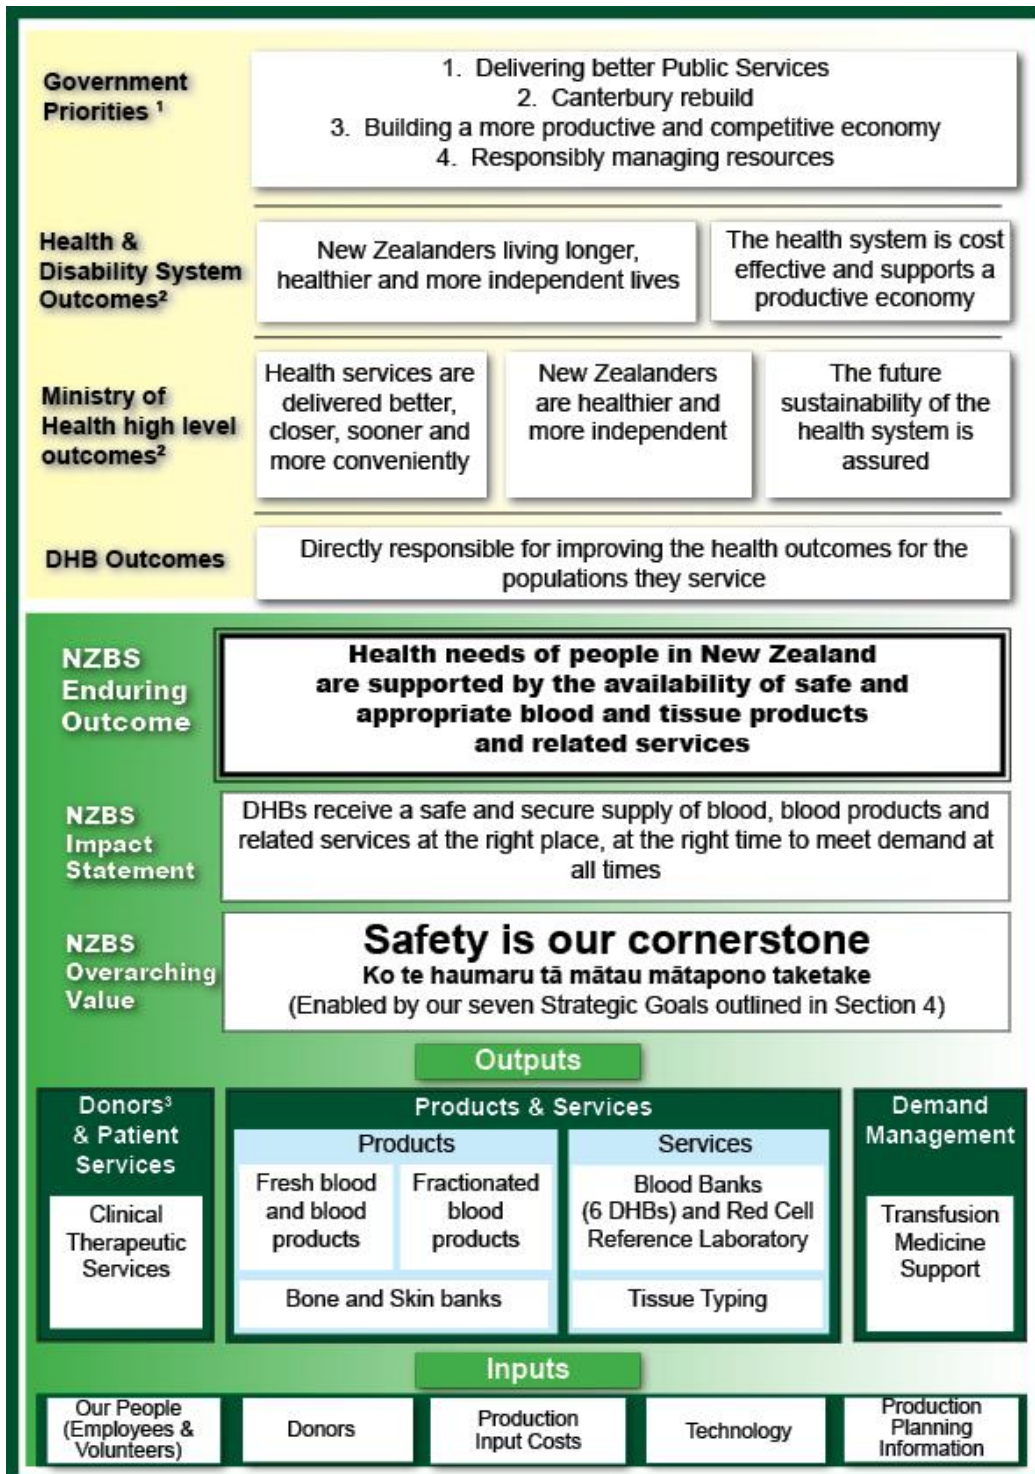 Government
Priorities ¹
1. Delivering better Public Services
2. Canterbury rebuild
3. Building a more productive and competitive economy
4. Responsibly managing resources
Health &
Disability System
Outcomes²
New Zealanders living longer,
healthier and more independent lives
The health system is cost
effective and supports a
productive economy
Ministry of
Health high level
outcomes²
Health services are
delivered better,
closer, sooner and
more conveniently
New Zealanders
are healthier and
more independent
The future
sustainability of the
health system is
assured
DHB Outcomes
Directly responsible for improving the health outcomes for the
populations they service
NZBS
Enduring
Outcome
Health needs of people in New Zealand
are supported by the availability of safe and
appropriate blood and tissue products
and related services
NZBS
Impact
Statement
DHBs receive a safe and secure supply of blood, blood products and
related services at the right place, at the right time to meet demand at
all times
NZBS
Overarching
Value
Safety is our cornerstone
Ko te haumaru tā mātau mātapono taketake
(Enabled by our seven Strategic Goals outlined in Section 4)
Outputs
Donors³
& Patient
Services
Clinical
Therapeutic
Services
Products & Services
Products
Fresh blood
and blood
products
Fractionated
blood
products
Bone and Skin banks
Services
Blood Banks
(6 DHBs) and Red Cell
Reference Laboratory
Tissue Typing
Demand
Management
Transfusion
Medicine
Support
Inputs
Our People
(Employees &
Volunteers)
Donors
Production
Input Costs
Technology
Production
Planning
Information